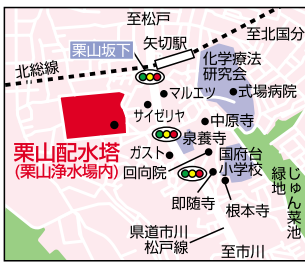 至松戸
栗山坂下
矢切駅
至北国分
北総線
化学療法
研究会
マルエツ
式場病院
サイゼリヤ
中原寺
栗山配水塔
(栗山浄水場内)
泉養寺
ガスト
国府台
小学校
回向院
じゅん菜池
緑地
即随寺
根本寺
県道市川
松戸線
至市川